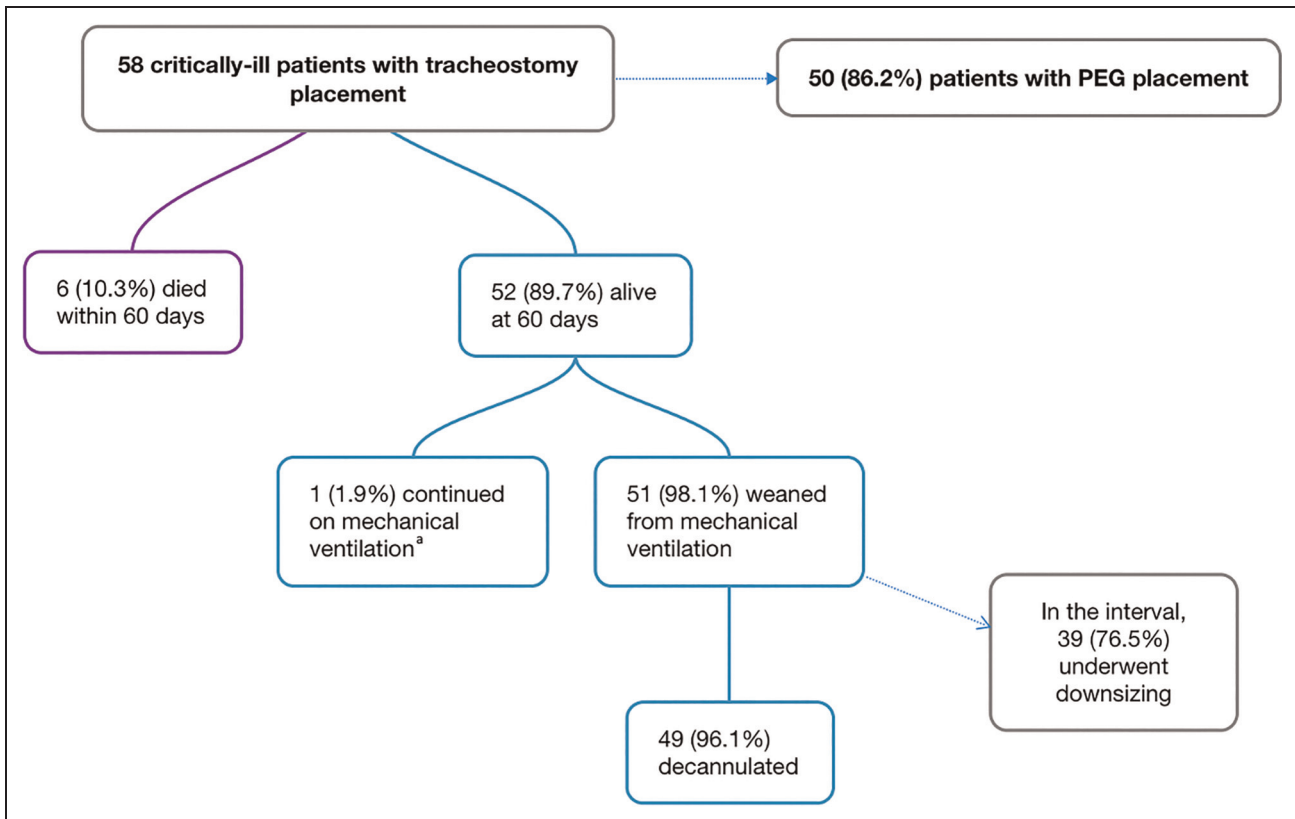 58 critically-ill patients with tracheostomy
placement
50 (86.2%) patients with PEG placement
6 (10.3%) died
within 60 days
52 (89.7%) alive
at 60 days
1 (1.9%) continued
on mechanical
ventilationᵃ
51 (98.1%) weaned
from mechanical
ventilation
In the interval,
39 (76.5%)
underwent
downsizing
49 (96.1%)
decannulated